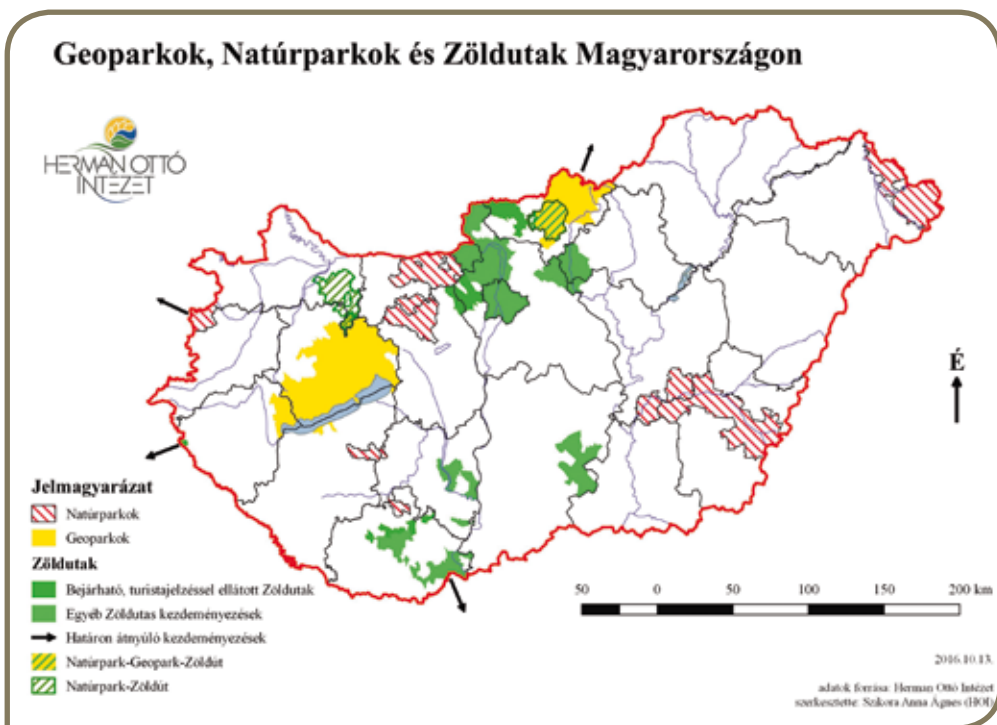 Geoparkok, Natúrparkok és Zöldutak Magyarországon
HERMAN OTTÓ
INTÉZET
É
Jelmagyarázat
Natúrparkok
Geoparkok
Zöldutak
Bejárható, turistajelzéssel ellátott Zöldutak
Egyéb Zöldutas kezdeményezések
Határon átnyúló kezdeményezések
Natúrpark-Geopark-Zöldút
Natúrpark-Zöldút
50 0 50 100 150 200 km
2016.10.13.
adatok forrása: Herman Ottó Intézet
szerkesztette: Szikora Anna Ágnes (HOI)